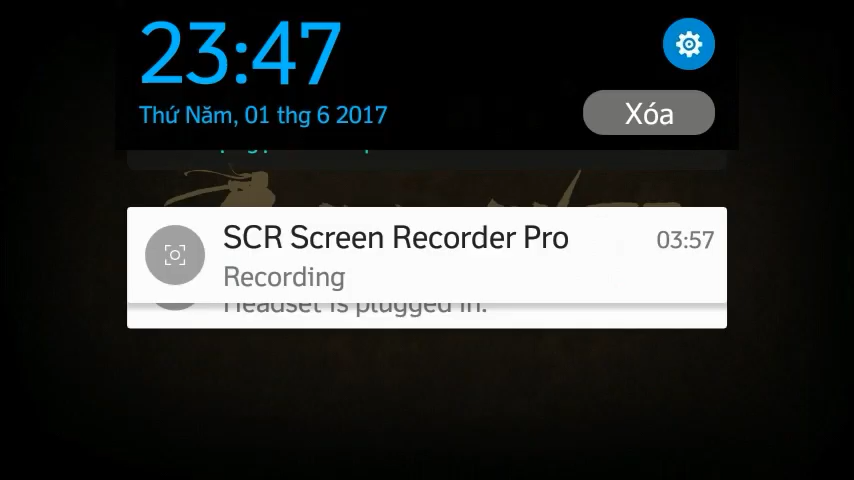 23:47
Thứ Năm, 01 thg 6 2017
Xóa
SCR Screen Recorder Pro
03:57
Recording
Headset is plugged in.